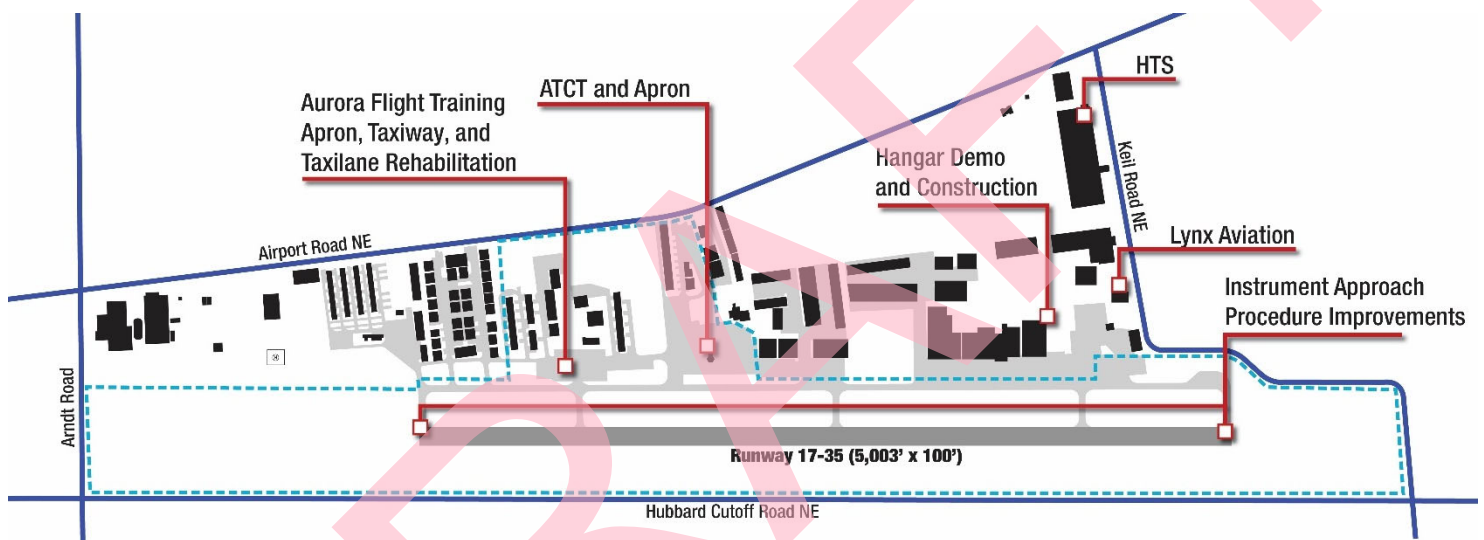 HTS
ATCT and Apron
Aurora Flight Training
Apron, Taxiway, and
Taxilane Rehabilitation
Hangar Demo
and Construction
Keil Road NE
Lynx Aviation
Airport Road NE
Instrument Approach
Procedure Improvements
Arndt Road
Runway 17-35 (5,003' x 100')
Hubbard Cutoff Road NE
DRAFT